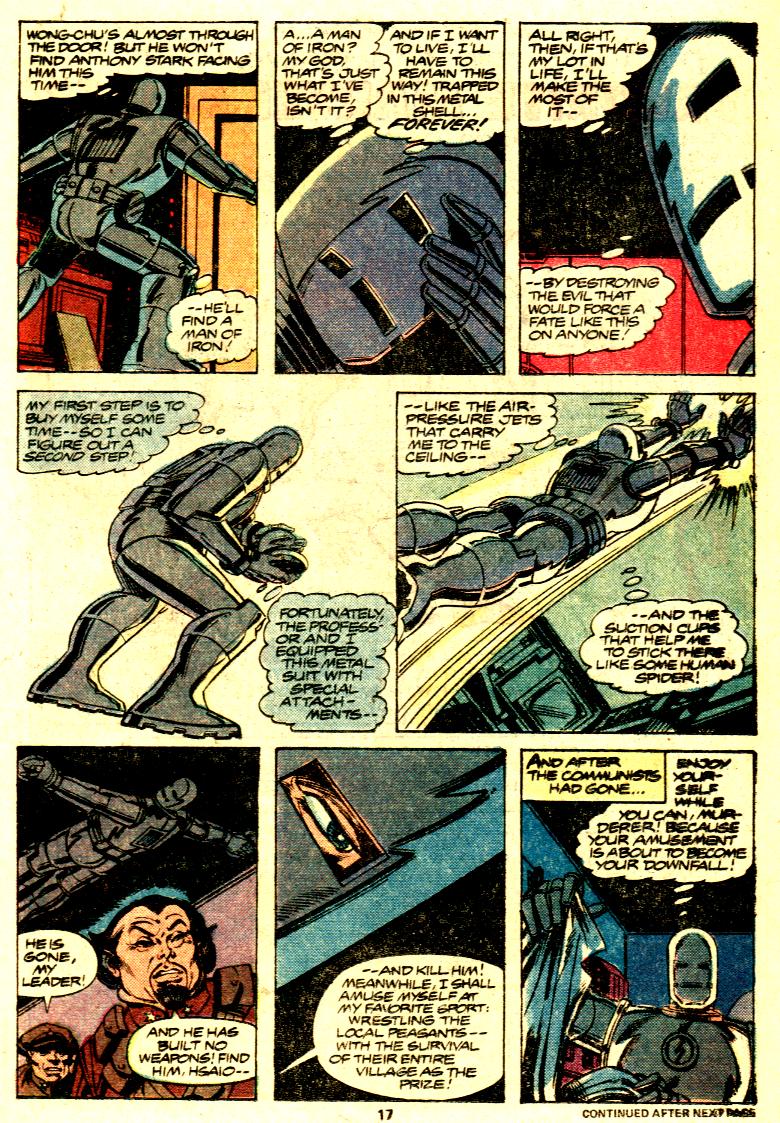 WONG-CHU'S ALMOST THROUGH
THE DOOR! BUT HE WON'T
FIND ANTHONY STARK FACING
HIM THIS
TIME--
--HE'LL
FIND A
MAN OF
IRON!
A...A MAN
OF IRON?
MY GOD,
THAT'S JUST
WHAT I'VE
BECOME,
ISN'T IT?
AND IF I WANT
TO LIVE, I'LL
HAVE TO
REMAIN THIS
WAY! TRAPPED
IN THIS METAL
SHELL...
FOREVER!
ALL RIGHT,
THEN, IF THAT'S
MY LOT IN
LIFE, I'LL
MAKE THE
MOST OF
IT--
--BY DESTROYING
THE EVIL THAT
WOULD FORCE A
FATE LIKE THIS
ON ANYONE!
MY FIRST STEP IS TO
BUY MYSELF SOME
TIME--SO I CAN
FIGURE OUT A
SECOND STEP!
FORTUNATELY,
THE PROFESS-
OR AND I
EQUIPPED
THIS METAL
SUIT WITH
SPECIAL
ATTACH-
MENTS--
--LIKE THE AIR-
PRESSURE JETS
THAT CARRY
ME TO THE
CEILING--
--AND THE
SUCTION CUPS
THAT HELP ME
TO STICK THERE
LIKE SOME HUMAN
SPIDER!
HE IS
GONE,
MY
LEADER!
AND HE HAS
BUILT NO
WEAPONS! FIND
HIM, HSAIO--
--AND KILL HIM!
MEANWHILE, I SHALL
AMUSE MYSELF AT
MY FAVORITE SPORT:
WRESTLING THE
LOCAL PEASANTS--
WITH THE SURVIVAL
OF THEIR ENTIRE
VILLAGE AS THE
PRIZE!
AND AFTER
THE COMMUNISTS
HAD GONE...
ENJOY
YOUR-
SELF
WHILE
YOU CAN, MUR-
DERER! BECAUSE
YOUR AMUSEMENT
IS ABOUT TO BECOME
YOUR DOWNFALL!
17
CONTINUED AFTER NEXT PAGE